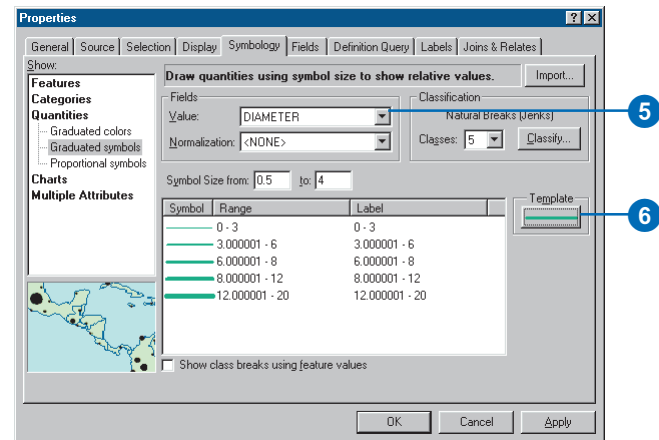 Properties
General Source Selection Display Symbology Fields Definition Query Labels Joins & Relates
Show:
Features
Categories
Quantities
Graduated colors
Graduated symbols
Proportional symbols
Charts
Multiple Attributes
Draw quantities using symbol size to show relative values.
Import...
Fields
Value: DIAMETER
Normalization: <NONE>
Classification
Natural Breaks (Jenks)
Classes: 5 Classify...
5
Symbol Size from: 0.5 to: 4
Symbol Range Label
0 - 3 0 - 3
3.000001 - 6 3.000001 - 6
6.000001 - 8 6.000001 - 8
8.000001 - 12 8.000001 - 12
12.000001 - 20 12.000001 - 20
Template
6
Show class breaks using feature values
OK Cancel Apply